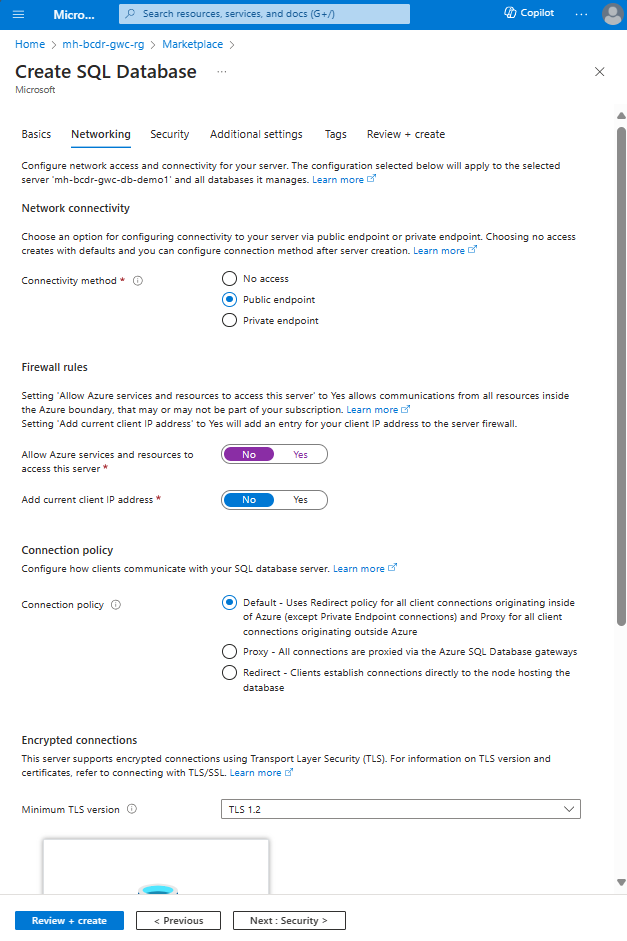 Micro...
Search resources, services, and docs (G+/)
Copilot
...
Home > mh-bcdr-gwc-rg > Marketplace >
Create SQL Database ...
Microsoft
Basics Networking Security Additional settings Tags Review + create
Configure network access and connectivity for your server. The configuration selected below will apply to the selected
server 'mh-bcdr-gwc-db-demo1' and all databases it manages. Learn more
Network connectivity
Choose an option for configuring connectivity to your server via public endpoint or private endpoint. Choosing no access
creates with defaults and you can configure connection method after server creation. Learn more
Connectivity method *
No access
Public endpoint
Private endpoint
Firewall rules
Setting 'Allow Azure services and resources to access this server' to Yes allows communications from all resources inside
the Azure boundary, that may or may not be part of your subscription. Learn more
Setting 'Add current client IP address' to Yes will add an entry for your client IP address to the server firewall.
Allow Azure services and resources to
access this server *
No Yes
Add current client IP address *
No Yes
Connection policy
Configure how clients communicate with your SQL database server. Learn more
Connection policy
Default - Uses Redirect policy for all client connections originating inside
of Azure (except Private Endpoint connections) and Proxy for all client
connections originating outside Azure
Proxy - All connections are proxied via the Azure SQL Database gateways
Redirect - Clients establish connections directly to the node hosting the
database
Encrypted connections
This server supports encrypted connections using Transport Layer Security (TLS). For information on TLS version and
certificates, refer to connecting with TLS/SSL. Learn more
Minimum TLS version
TLS 1.2
Review + create
< Previous
Next : Security >